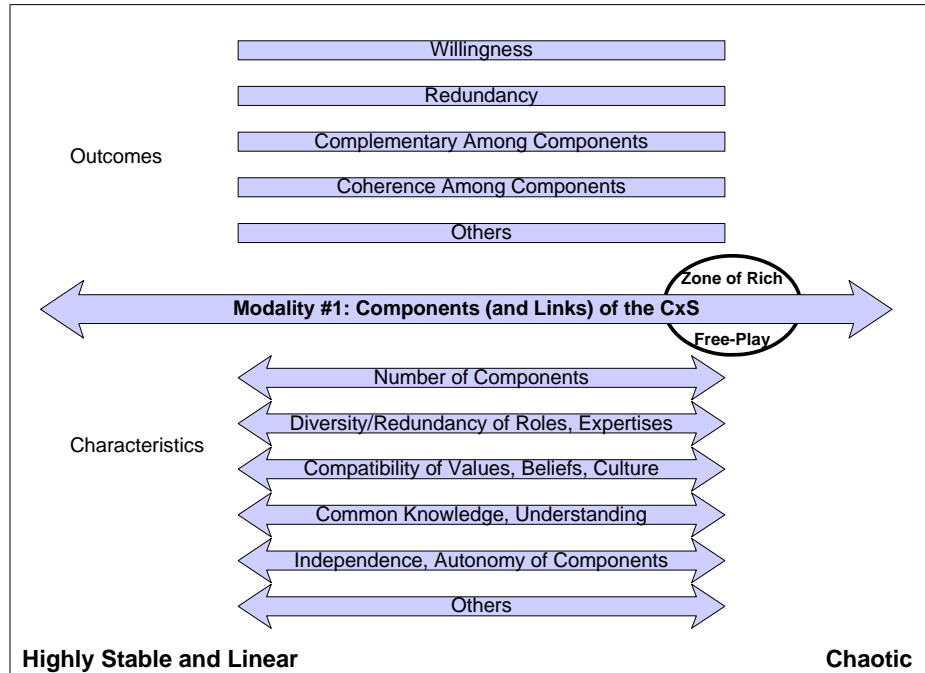 Willingness
Redundancy
Complementary Among Components
Outcomes
Coherence Among Components
Others
Zone of Rich
Modality #1: Components (and Links) of the CxS
Free-Play
Number of Components
Diversity/Redundancy of Roles, Expertises
Characteristics
Compatibility of Values, Beliefs, Culture
Common Knowledge, Understanding
Independence, Autonomy of Components
Others
Highly Stable and Linear
Chaotic